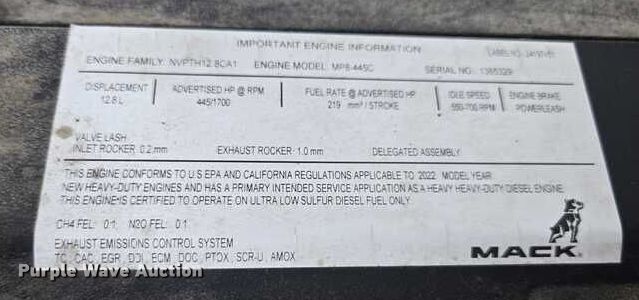 IMPORTANT ENGINE INFORMATION
ENGINE FAMILY: NVPTH12.8CA1 ENGINE MODEL: MP8-445C SERIAL NO: 1386329
DISPLACEMENT ADVERTISED HP @ RPM FUEL RATE @ ADVERTISED HP IDLE SPEED ENGINE BRAKE
12.8 L 445/1700 219 mm³ / STROKE 550-700 RPM POWERLEASH
VALVE LASH
INLET ROCKER: 0.2 mm EXHAUST ROCKER: 1.0 mm DELEGATED ASSEMBLY
THIS ENGINE CONFORMS TO U.S EPA AND CALIFORNIA REGULATIONS APPLICABLE TO 2022 MODEL YEAR
NEW HEAVY-DUTY ENGINES AND HAS A PRIMARY INTENDED SERVICE APPLICATION AS A HEAVY HEAVY-DUTY DIESEL ENGINE.
THIS ENGINE IS CERTIFIED TO OPERATE ON ULTRA LOW SULFUR DIESEL FUEL ONLY.
CH4 FEL: 0.1 N2O FEL: 0.1
EXHAUST EMISSIONS CONTROL SYSTEM
TC, CAC, EGR, DDI, ECM, DOC, PTOX, SCR-U, AMOX
MACK
Purple Wave Auction